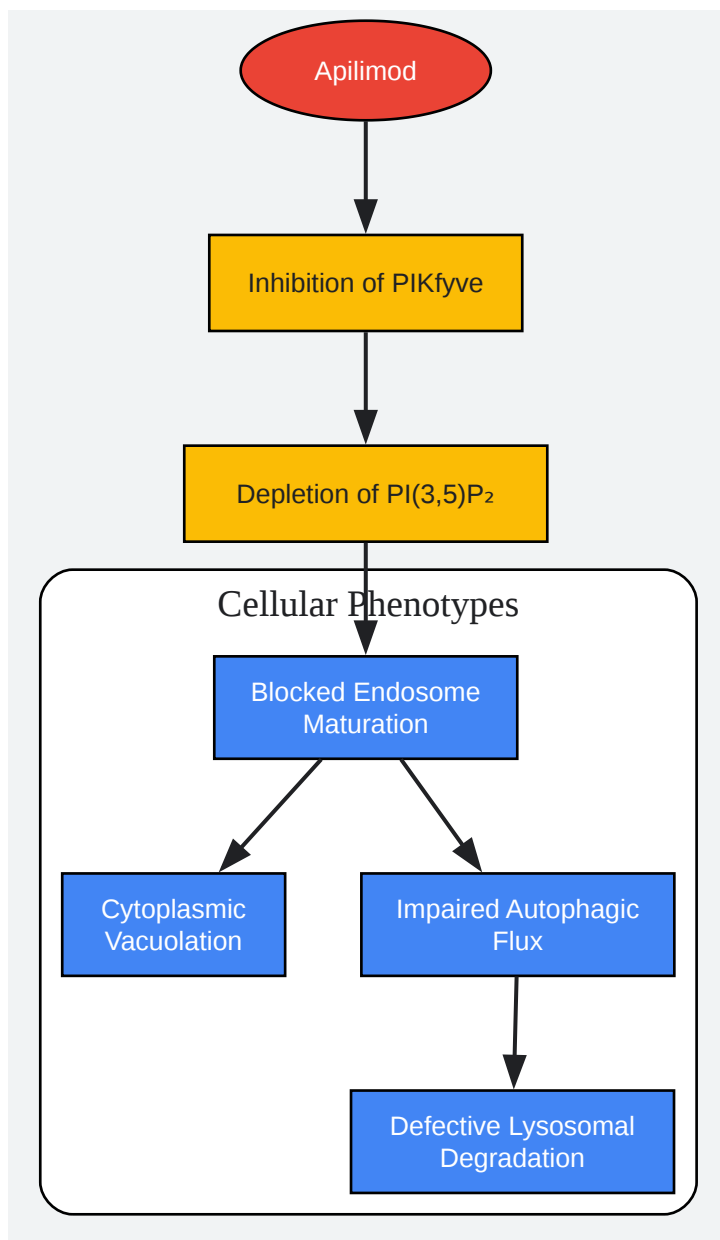 Apilimod
Inhibition of PIKfyve
Depletion of PI(3,5)P₂
Cellular Phenotypes
Blocked Endosome
Maturation
Cytoplasmic
Vacuolation
Impaired Autophagic
Flux
Defective Lysosomal
Degradation